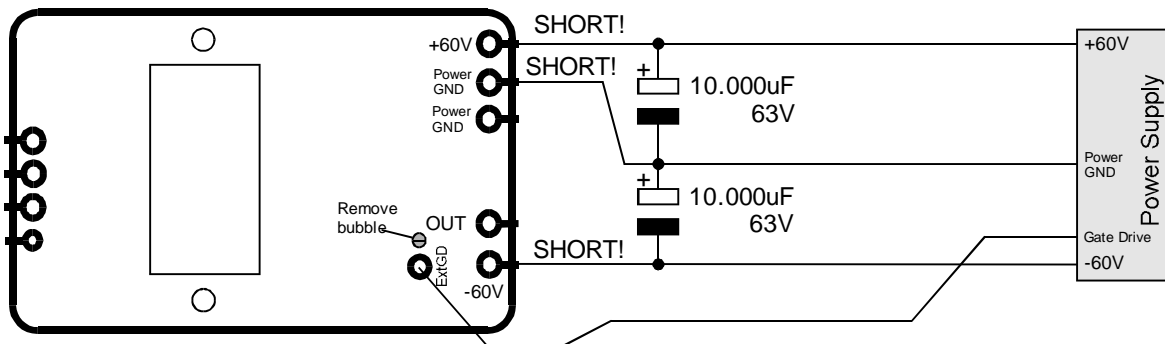 SHORT!
+60V
Power
GND
SHORT!
Power
GND
+
10.000uF
63V
+60V
Power
GND
Power Supply
+
10.000uF
63V
Remove
bubble
OUT
ExtGD
SHORT!
-60V
Gate Drive
-60V